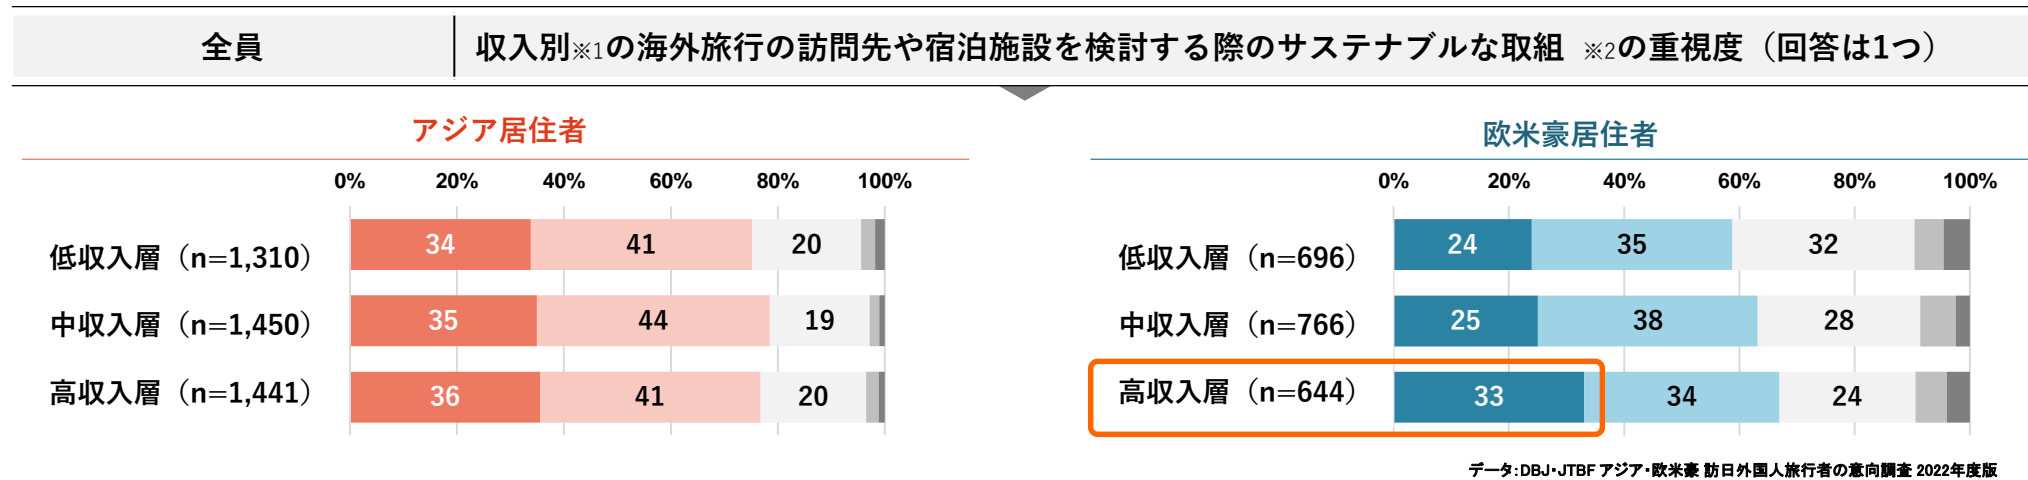 全員
収入別※1の海外旅行の訪問先や宿泊施設を検討する際のサステナブルな取組 ※2の重視度（回答は1つ）
アジア居住者
0% 20% 40% 60% 80% 100%
低収入層（n=1,310） 34 41 20
中収入層（n=1,450） 35 44 19
高収入層（n=1,441） 36 41 20
欧米豪居住者
0% 20% 40% 60% 80% 100%
低収入層（n=696） 24 35 32
中収入層（n=766） 25 38 28
高収入層（n=644） 33 34 24
データ：DBJ・JTBF アジア・欧米豪 訪日外国人旅行者の意向調査 2022年度版